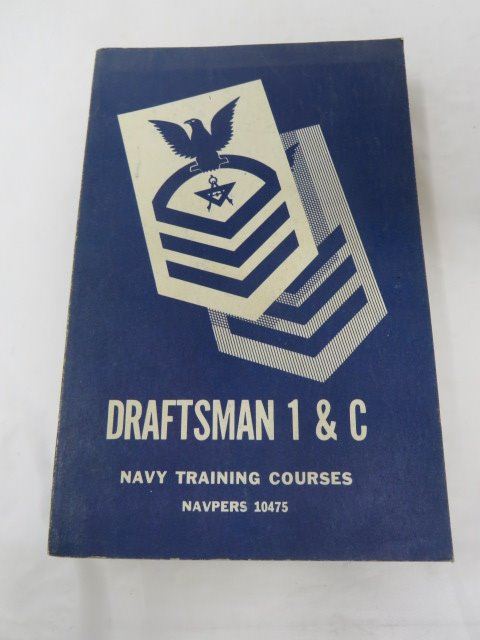 DRAFTSMAN 1 & C
NAVY TRAINING COURSES
NAVPERS 10475